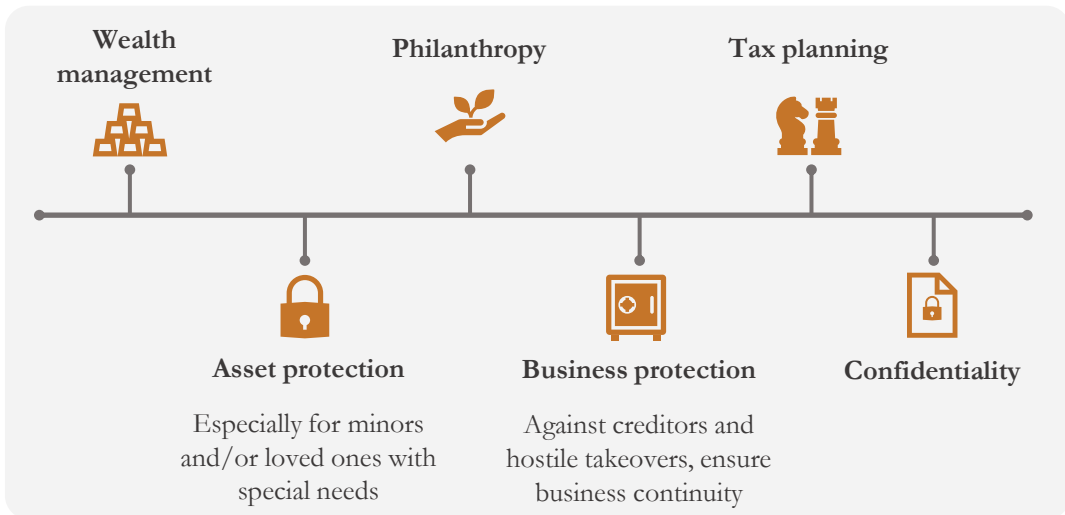 Wealth
management
Philanthropy
Tax planning
Asset protection
Especially for minors
and/or loved ones with
special needs
Business protection
Against creditors and
hostile takeovers, ensure
business continuity
Confidentiality